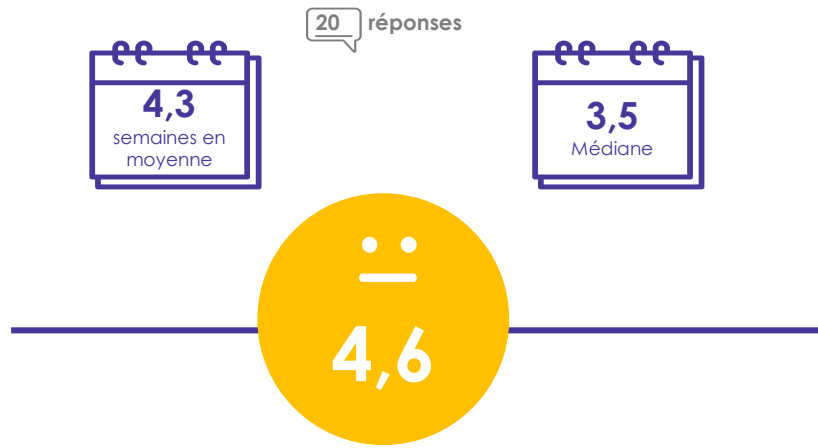 20 réponses
4,3
semaines en
moyenne
3,5
Médiane
4,6